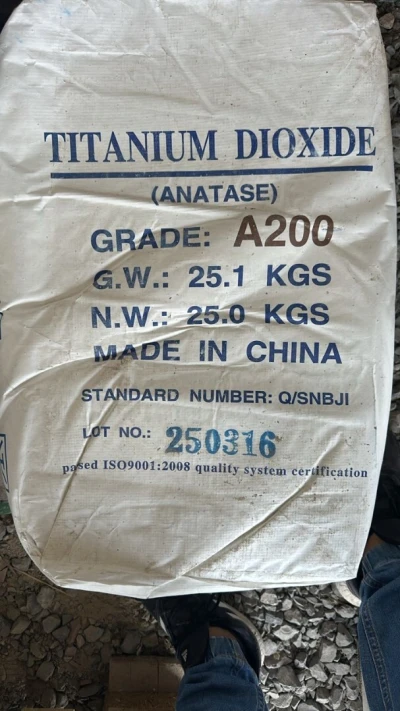 TITANIUM DIOXIDE
(ANATASE)
GRADE: A200
G.W.: 25.1 KGS
N.W.: 25.0 KGS
MADE IN CHINA
STANDARD NUMBER: Q/SNBJI
LOT NO.: 250316
pased ISO9001:2008 quality system certification